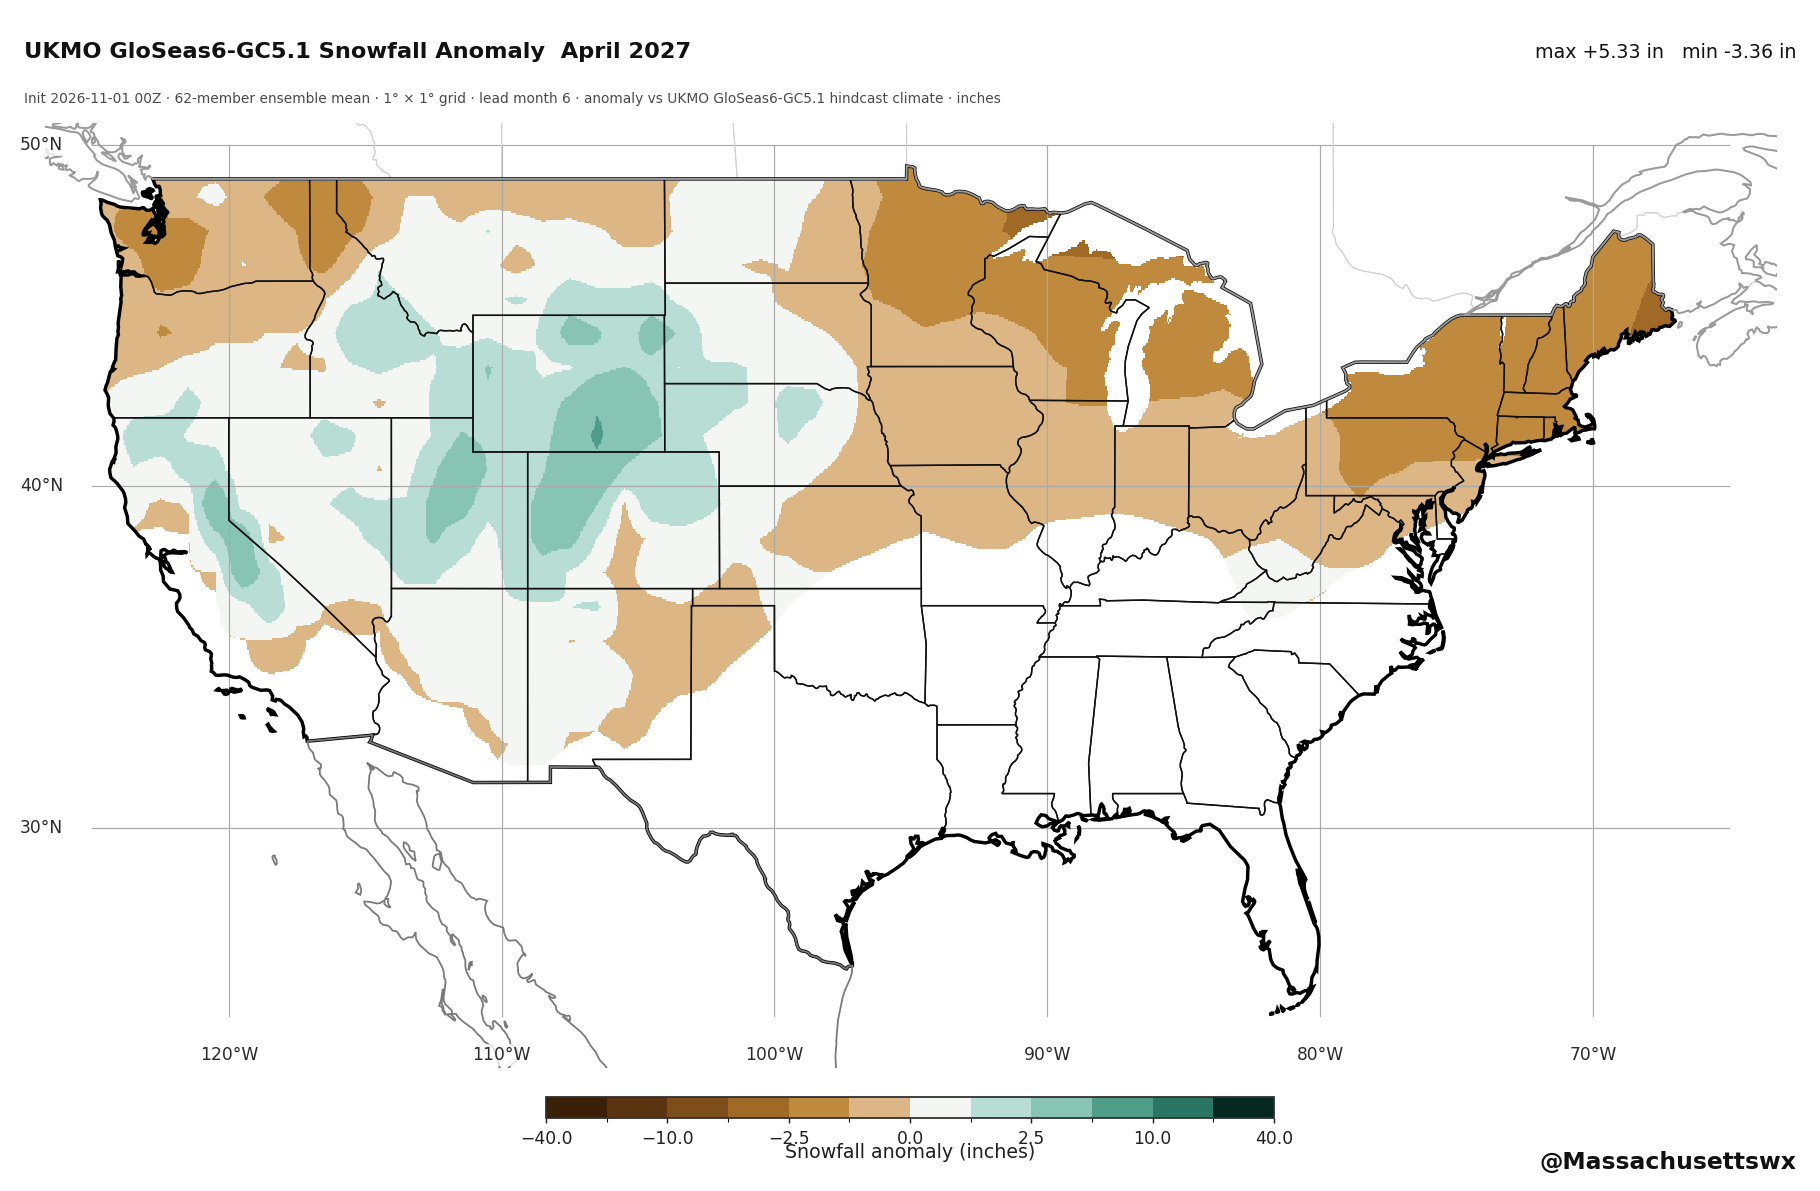 UKMO GloSeas6-GC5.1 Snowfall Anomaly  April 2027
max +5.33 in   min -3.36 in
Init 2026-11-01 00Z · 62-member ensemble mean · 1° × 1° grid · lead month 6 · anomaly vs UKMO GloSeas6-GC5.1 hindcast climate · inches
50°N
40°N
30°N
120°W
110°W
100°W
90°W
80°W
70°W
−40.0
−10.0
−2.5
0.0
2.5
10.0
40.0
Snowfall anomaly (inches)
@Massachusettswx